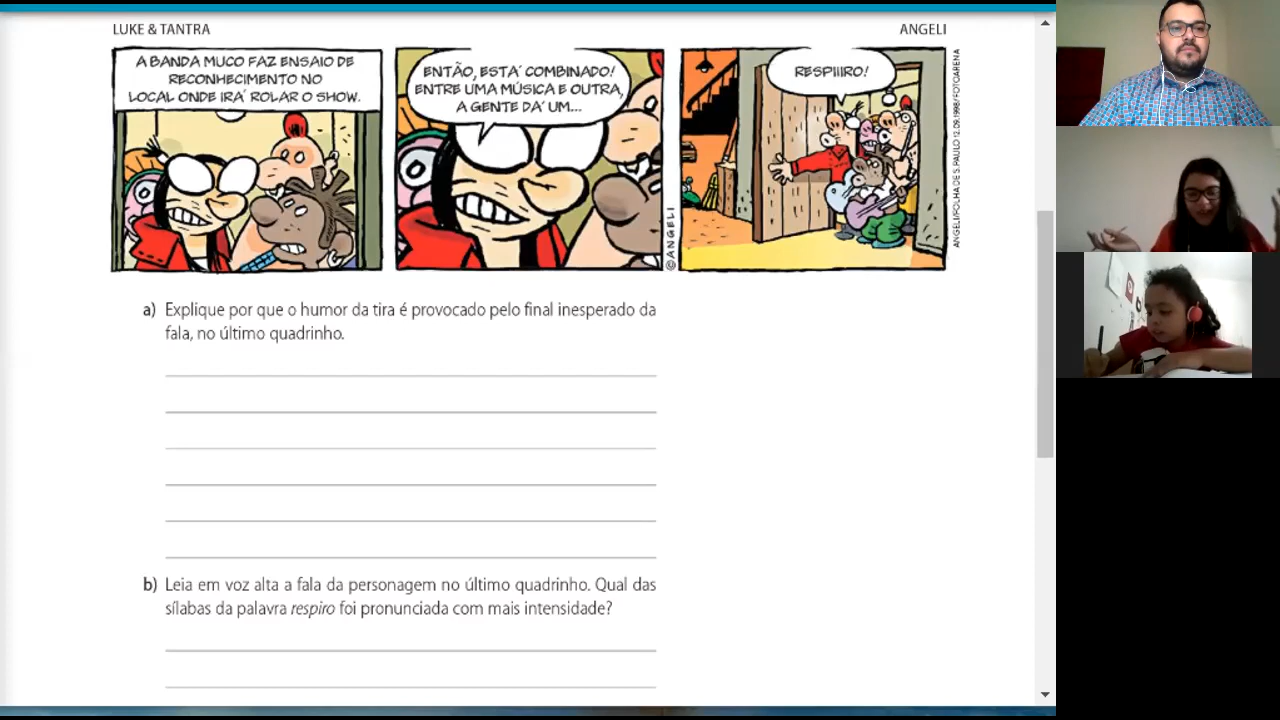 LUKE & TANTRA
ANGELI
A BANDA MUCO FAZ ENSAIO DE
RECONHECIMENTO NO
LOCAL ONDE IRÁ ROLAR O SHOW.
ENTÃO, ESTÁ COMBINADO!
ENTRE UMA MÚSICA E OUTRA,
A GENTE DÁ UM...
©ANGELI
RESPIIIRO!
ANGELI/FOLHA DE S. PAULO 12.09.1998/FOTOARENA
a) Explique por que o humor da tira é provocado pelo final inesperado da
fala, no último quadrinho.
b) Leia em voz alta a fala da personagem no último quadrinho. Qual das
sílabas da palavra respiro foi pronunciada com mais intensidade?